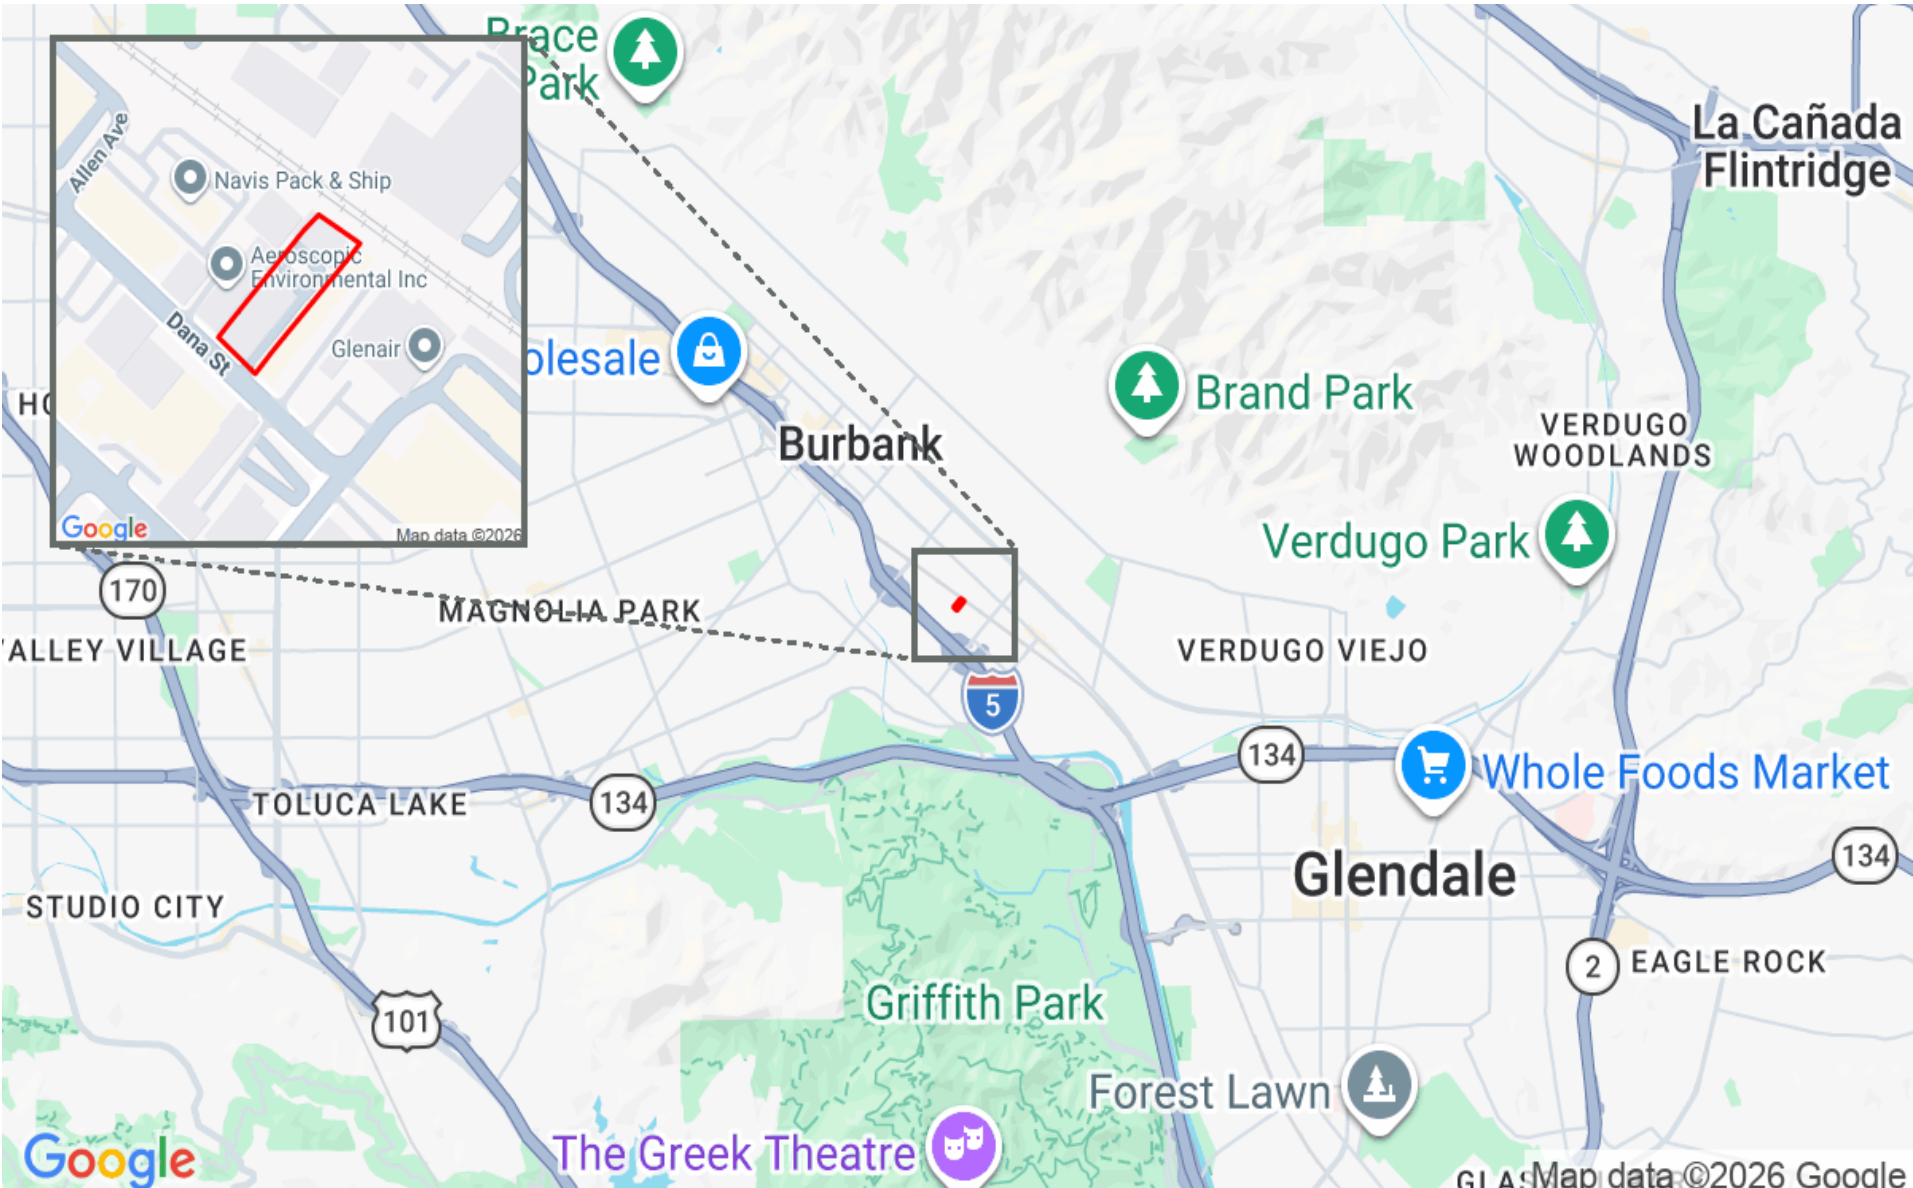 Brace
Park
La Cañada
Flintridge
Allen Ave
Navis Pack & Ship
Aeroscopic
Environmental Inc
Dana St
Glenair
Google
Map data ©2026
olesale
Burbank
Brand Park
VERDUGO
WOODLANDS
HO
Verdugo Park
170
MAGNOLIA PARK
VALLEY VILLAGE
VERDUGO VIEJO
5
134
Whole Foods Market
TOLUCA LAKE
134
134
Glendale
STUDIO CITY
2
EAGLE ROCK
101
Griffith Park
Forest Lawn
The Greek Theatre
Google
Map data ©2026 Google